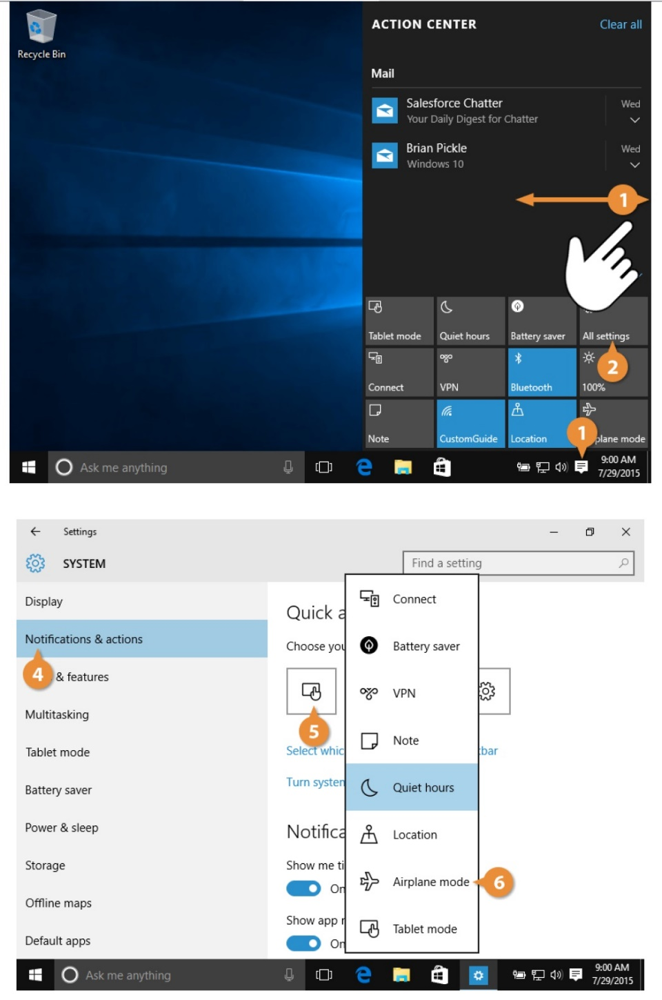 Recycle Bin
ACTION CENTER
Clear all
Mail
Salesforce Chatter
Wed
Your Daily Digest for Chatter
Brian Pickle
Wed
Windows 10
1
Tablet mode
Quiet hours
Battery saver
All settings
2
Connect
VPN
Bluetooth
100%
Note
CustomGuide
Location
1
plane mode
Ask me anything
9:00 AM
7/29/2015
Settings
SYSTEM
Find a setting
Display
Notifications & actions
4
& features
Multitasking
Tablet mode
Battery saver
Power & sleep
Storage
Offline maps
Default apps
Quick a
Choose you
5
Select whic
kbar
Turn system
Notifica
Show me ti
On
Show app n
On
Connect
Battery saver
VPN
Note
Quiet hours
Location
Airplane mode
6
Tablet mode
Ask me anything
9:00 AM
7/29/2015